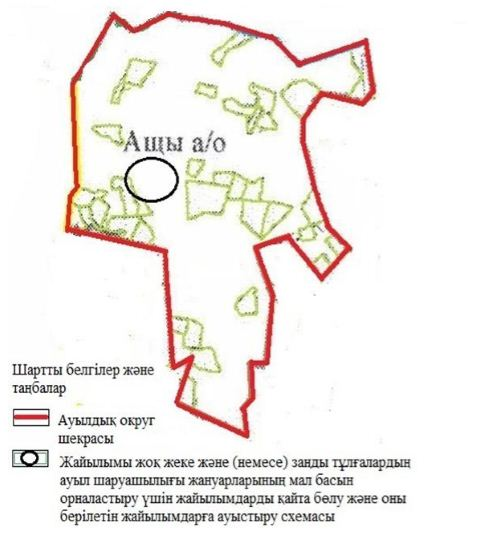 Ащы а/о
Шартты белгілер және
таңбалар
Ауылдық округ
шекрасы
Жайылымы жоқ жеке және (немесе) заңды тұлғалардың
ауыл шаруашылығы жануарларының мал басын
орналастыру үшін жайылымдарды қайта бөлу және оны
берілетін жайылымдарға ауыстыру схемасы